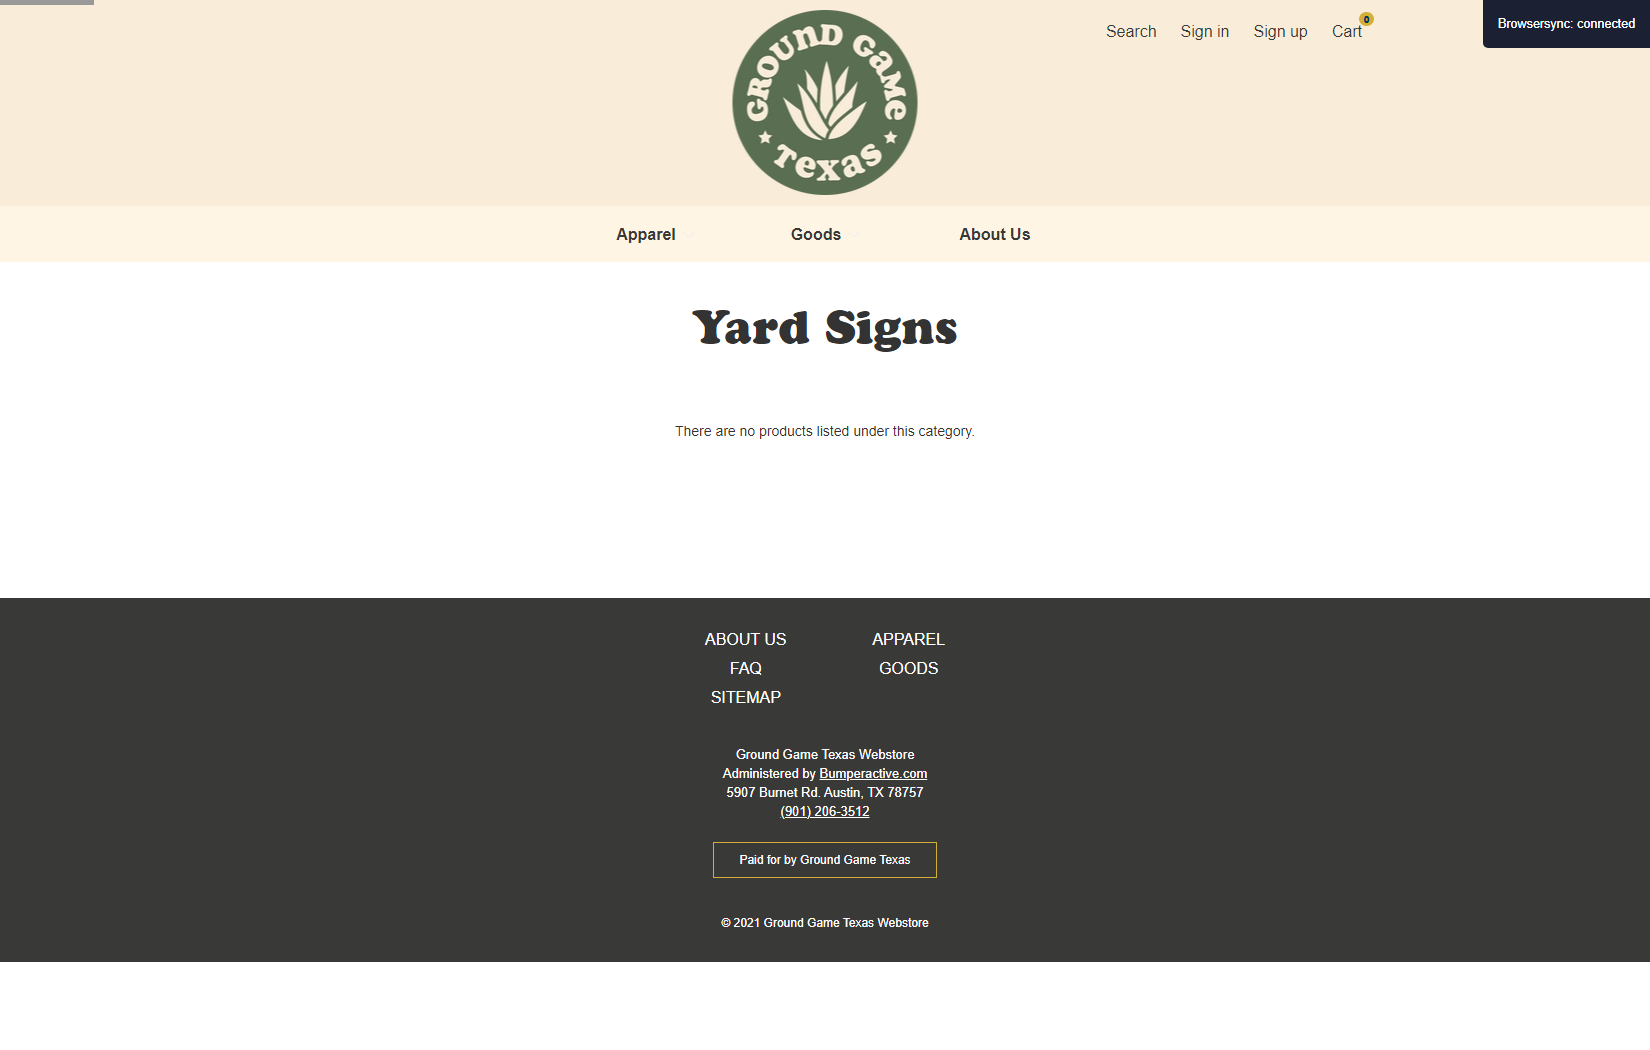 GROUND GAME
TEXAS
Search Sign in Sign up Cart 0
Browsersync: connected
Apparel Goods About Us
Yard Signs
There are no products listed under this category.
ABOUT US APPAREL
FAQ GOODS
SITEMAP
Ground Game Texas Webstore
Administered by Bumperactive.com
5907 Burnet Rd. Austin, TX 78757
(901) 206-3512
Paid for by Ground Game Texas
© 2021 Ground Game Texas Webstore